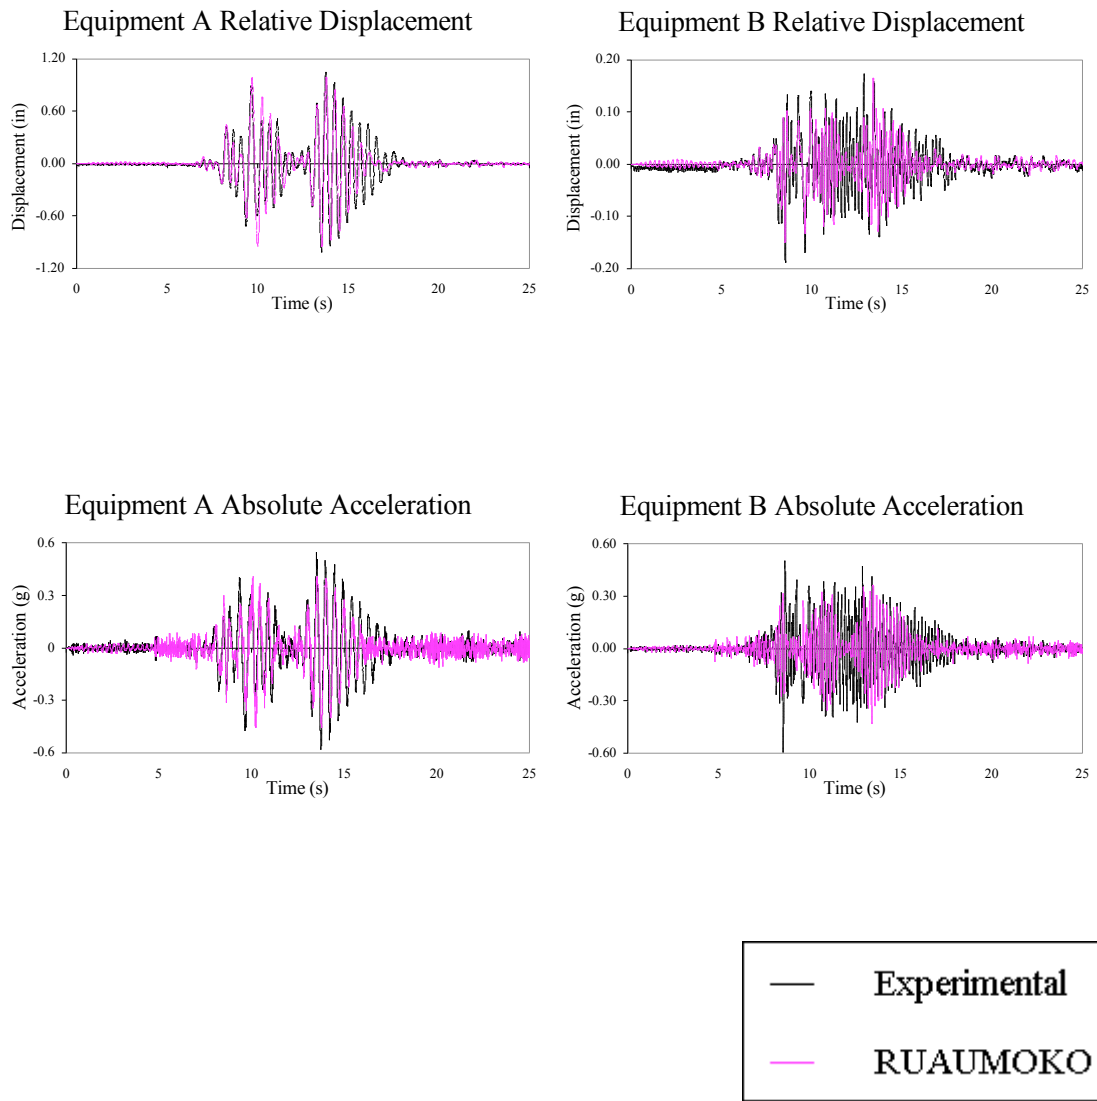 Equipment A Relative Displacement
1.20
0.60
0.00
-0.60
-1.20
Displacement (in)
0 5 10 15 20 25
Time (s)
Equipment B Relative Displacement
0.20
0.10
0.00
-0.10
-0.20
Displacement (in)
0 5 10 15 20 25
Time (s)
Equipment A Absolute Acceleration
0.6
0.3
0
-0.3
-0.6
Acceleration (g)
0 5 10 15 20 25
Time (s)
Equipment B Absolute Acceleration
0.60
0.30
0.00
-0.30
-0.60
Acceleration (g)
0 5 10 15 20 25
Time (s)
Experimental
RUAUMOKO